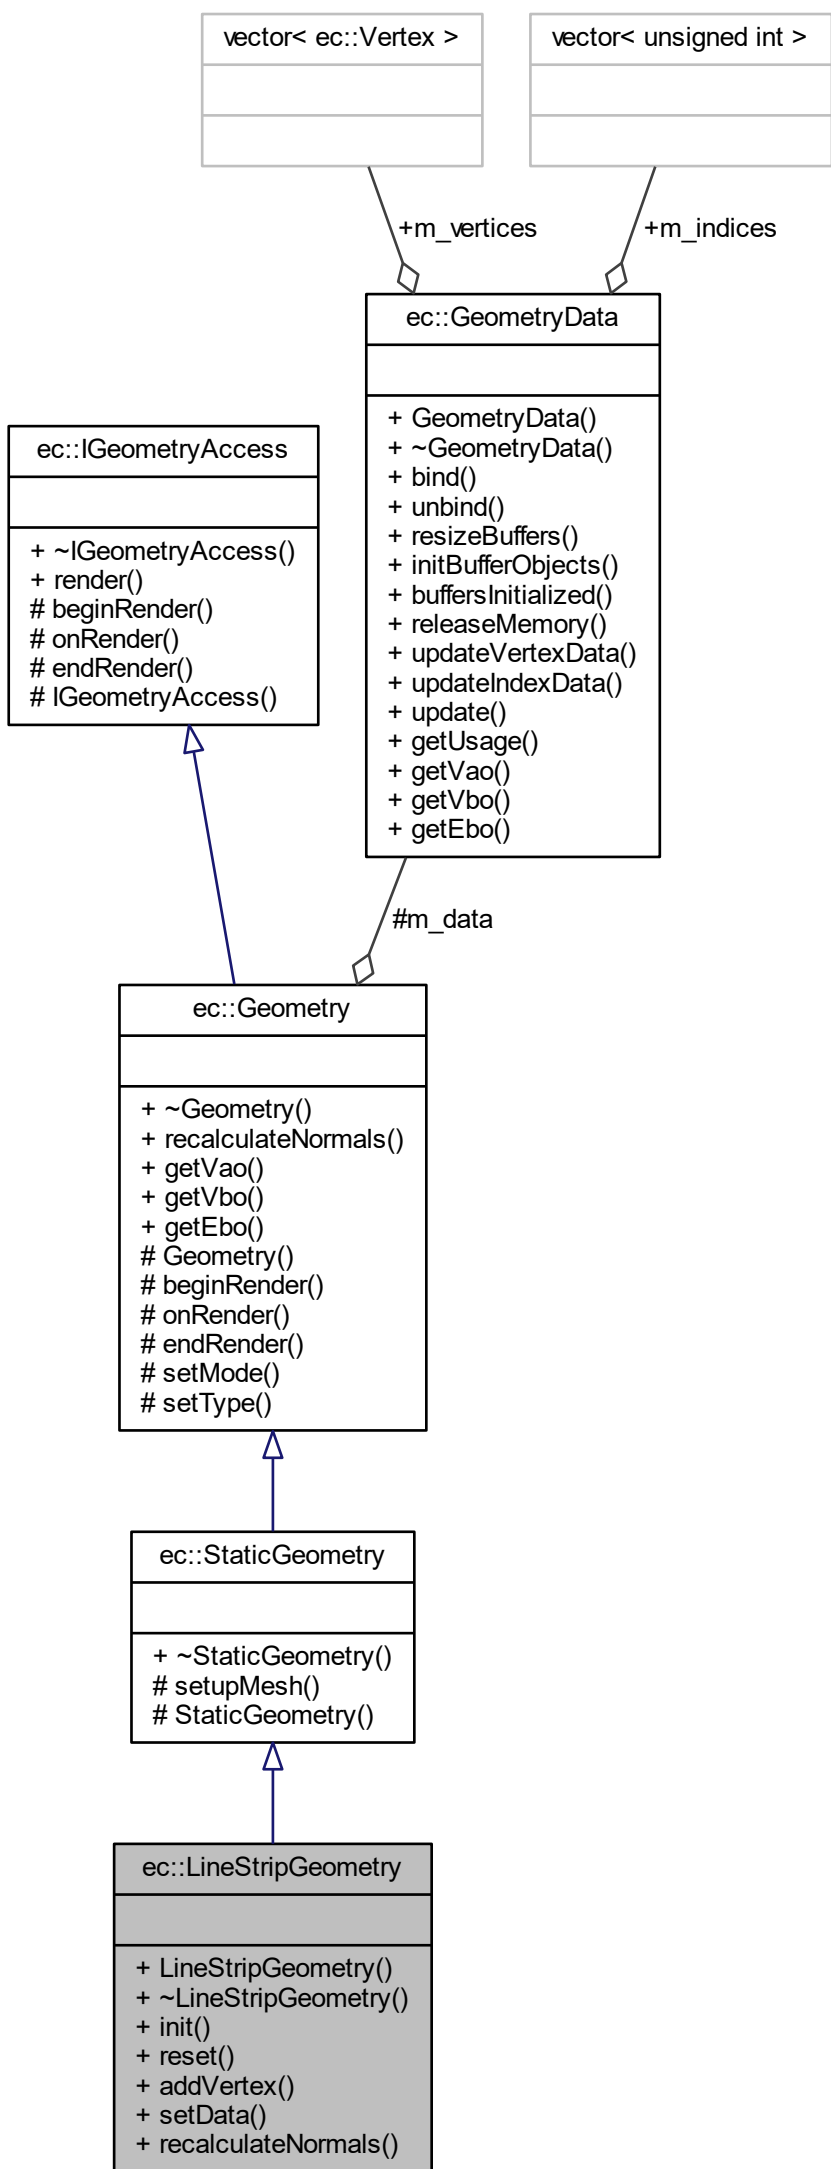 vector< ec::Vertex >
vector< unsigned int >
+m_vertices
+m_indices
ec::GeometryData
+ GeometryData()
+ ~GeometryData()
+ bind()
+ unbind()
+ resizeBuffers()
+ initBufferObjects()
+ buffersInitialized()
+ releaseMemory()
+ updateVertexData()
+ updateIndexData()
+ update()
+ getUsage()
+ getVao()
+ getVbo()
+ getEbo()
ec::IGeometryAccess
+ ~IGeometryAccess()
+ render()
# beginRender()
# onRender()
# endRender()
# IGeometryAccess()
#m_data
ec::Geometry
+ ~Geometry()
+ recalculateNormals()
+ getVao()
+ getVbo()
+ getEbo()
# Geometry()
# beginRender()
# onRender()
# endRender()
# setMode()
# setType()
ec::StaticGeometry
+ ~StaticGeometry()
# setupMesh()
# StaticGeometry()
ec::LineStripGeometry
+ LineStripGeometry()
+ ~LineStripGeometry()
+ init()
+ reset()
+ addVertex()
+ setData()
+ recalculateNormals()